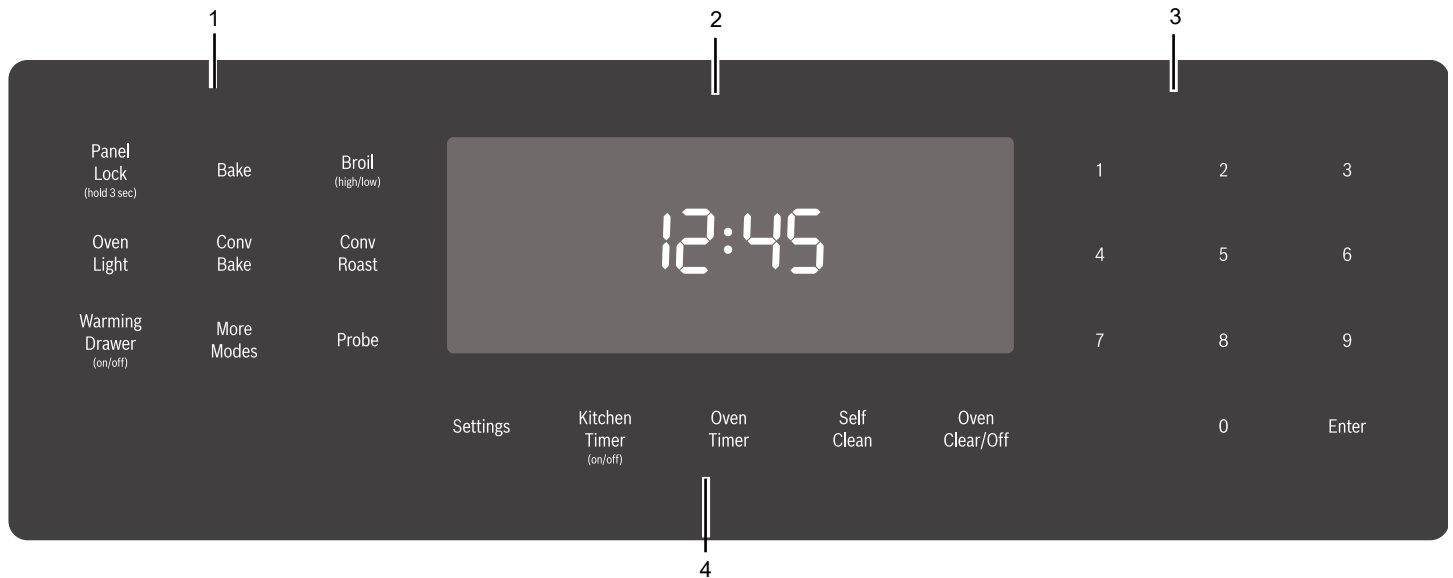 1
2
3
Panel
Lock
(hold 3 sec)
Bake
Broil
(high/low)
Oven
Light
Conv
Bake
Conv
Roast
Warming
Drawer
(on/off)
More
Modes
Probe
12:45
Settings
Kitchen
Timer
(on/off)
Oven
Timer
Self
Clean
Oven
Clear/Off
1
2
3
4
5
6
7
8
9
0
Enter
4